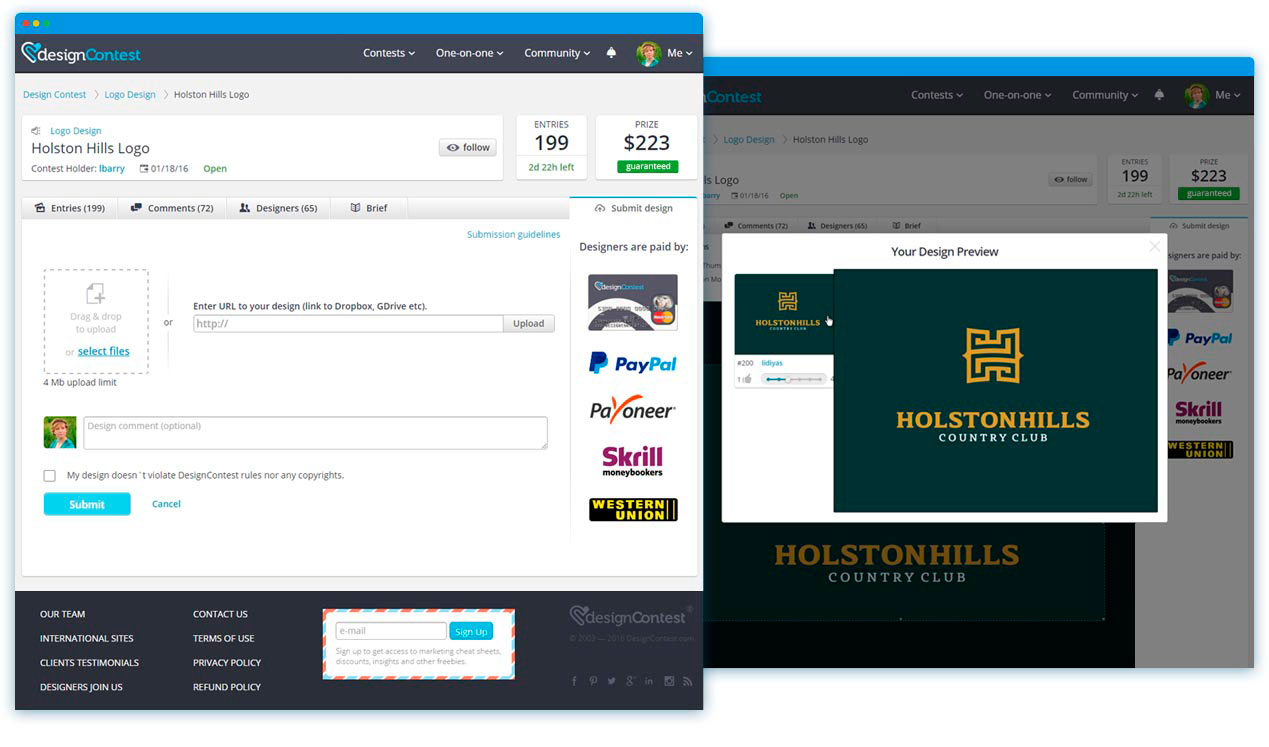 designContest
Contests
One-on-one
Community
Me
Design Contest
Logo Design
Holston Hills Logo
Logo Design
Holston Hills Logo
Contest Holder: lbarry
01/18/16
Open
follow
ENTRIES
199
2d 22h left
PRIZE
$223
guaranteed
Entries (199)
Comments (72)
Designers (65)
Brief
Submit design
Submission guidelines
Drag & drop
to upload
or select files
4 Mb upload limit
or
Enter URL to your design (link to Dropbox, GDrive etc).
http://
Upload
Design comment (optional)
My design doesn`t violate DesignContest rules nor any copyrights.
Submit
Cancel
Designers are paid by:
designContest
MasterCard
PayPal
Payoneer
Skrill
moneybookers
WESTERN
UNION
OUR TEAM
INTERNATIONAL SITES
CLIENTS TESTIMONIALS
DESIGNERS JOIN US
CONTACT US
TERMS OF USE
PRIVACY POLICY
REFUND POLICY
e-mail
Sign Up
Sign up to get access to marketing cheat sheets,
discounts, insights and other freebies.
designContest®
© 2003 — 2016 DesignContest.com
Contest
Contests
One-on-one
Community
Me
Logo Design
Holston Hills Logo
ls Logo
barry
01/18/16
Open
follow
ENTRIES
199
2d 22h left
PRIZE
$223
guaranteed
Comments (72)
Designers (65)
Brief
Submit design
signers are paid by:
Your Design Preview
HOLSTONHILLS
COUNTRY CLUB
#200
lidiyas
1
HOLSTONHILLS
COUNTRY CLUB
PayPal
Payoneer
Skrill
moneybookers
WESTERN
UNION
HOLSTONHILLS
COUNTRY CLUB